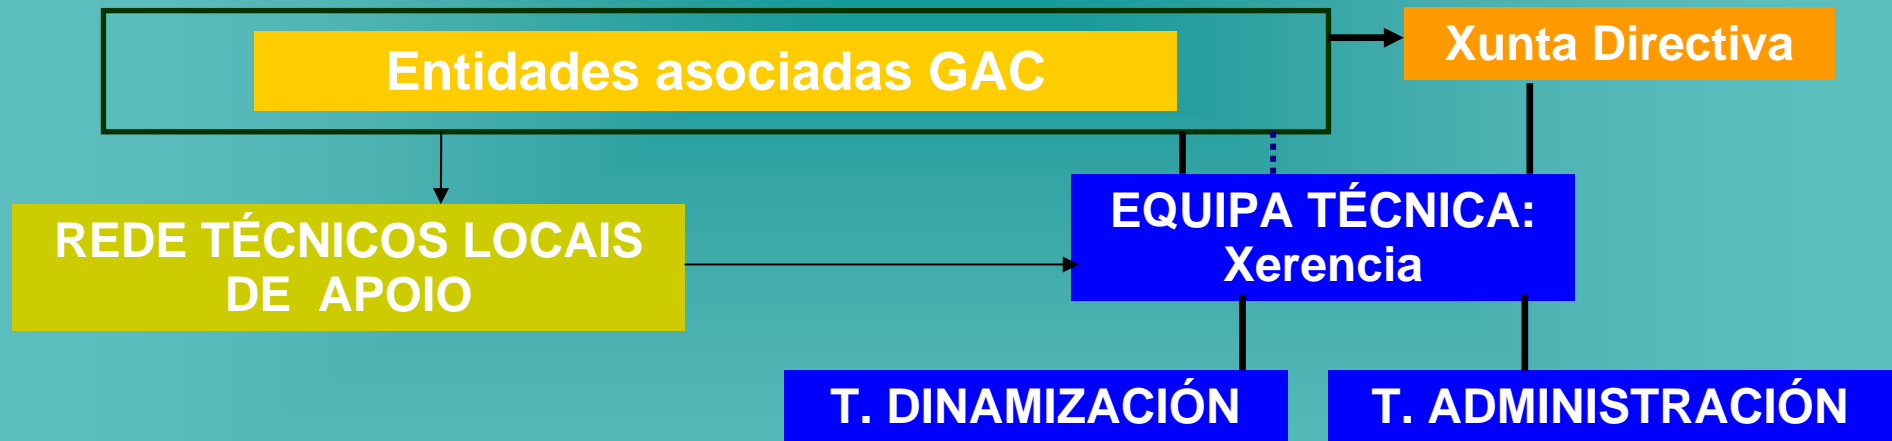 Entidades asociadas GAC
Xunta Directiva
REDE TÉCNICOS LOCAIS
DE APOIO
EQUIPA TÉCNICA:
Xerencia
T. DINAMIZACIÓN
T. ADMINISTRACIÓN